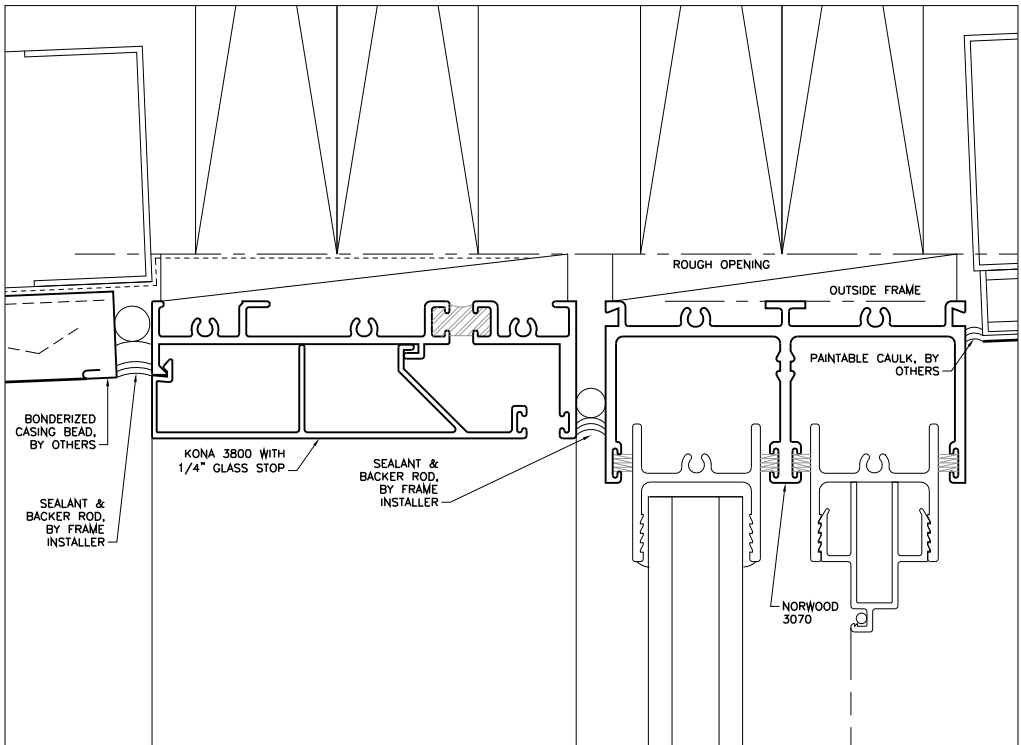 ROUGH OPENING
OUTSIDE FRAME
PAINTABLE CAULK, BY
OTHERS
BONDERIZED
CASING BEAD,
BY OTHERS
KONA 3800 WITH
1/4" GLASS STOP
SEALANT &
BACKER ROD,
BY FRAME
INSTALLER
SEALANT &
BACKER ROD,
BY FRAME
INSTALLER
NORWOOD
3070